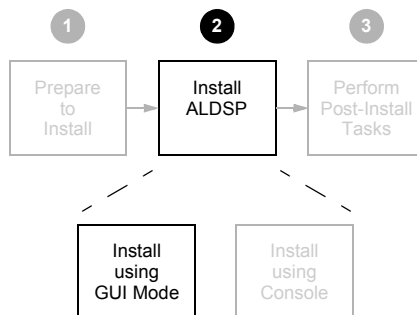 1
2
3
Prepare
to
Install
Install
ALDSP
Perform
Post-Install
Tasks
Install
using
GUI Mode
Install
using
Console